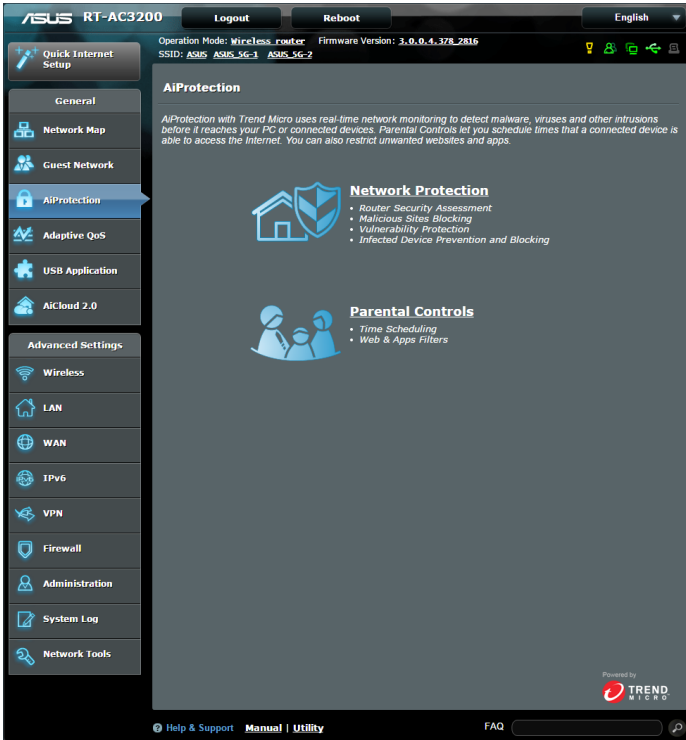 ASUS RT-AC3200
Logout
Reboot
English
Quick Internet
Setup
Operation Mode: Wireless router Firmware Version: 3.0.0.4.378_2816
SSID: ASUS ASUS_5G-1 ASUS_5G-2
General
Network Map
Guest Network
AiProtection
Adaptive QoS
USB Application
AiCloud 2.0
Advanced Settings
Wireless
LAN
WAN
IPv6
VPN
Firewall
Administration
System Log
Network Tools
AiProtection
AiProtection with Trend Micro uses real-time network monitoring to detect malware, viruses and other intrusions
before it reaches your PC or connected devices. Parental Controls let you schedule times that a connected device is
able to access the Internet. You can also restrict unwanted websites and apps.
Network Protection
• Router Security Assessment
• Malicious Sites Blocking
• Vulnerability Protection
• Infected Device Prevention and Blocking
Parental Controls
• Time Scheduling
• Web & Apps Filters
Powered by
TREND
MICRO
Help & Support Manual | Utility
FAQ